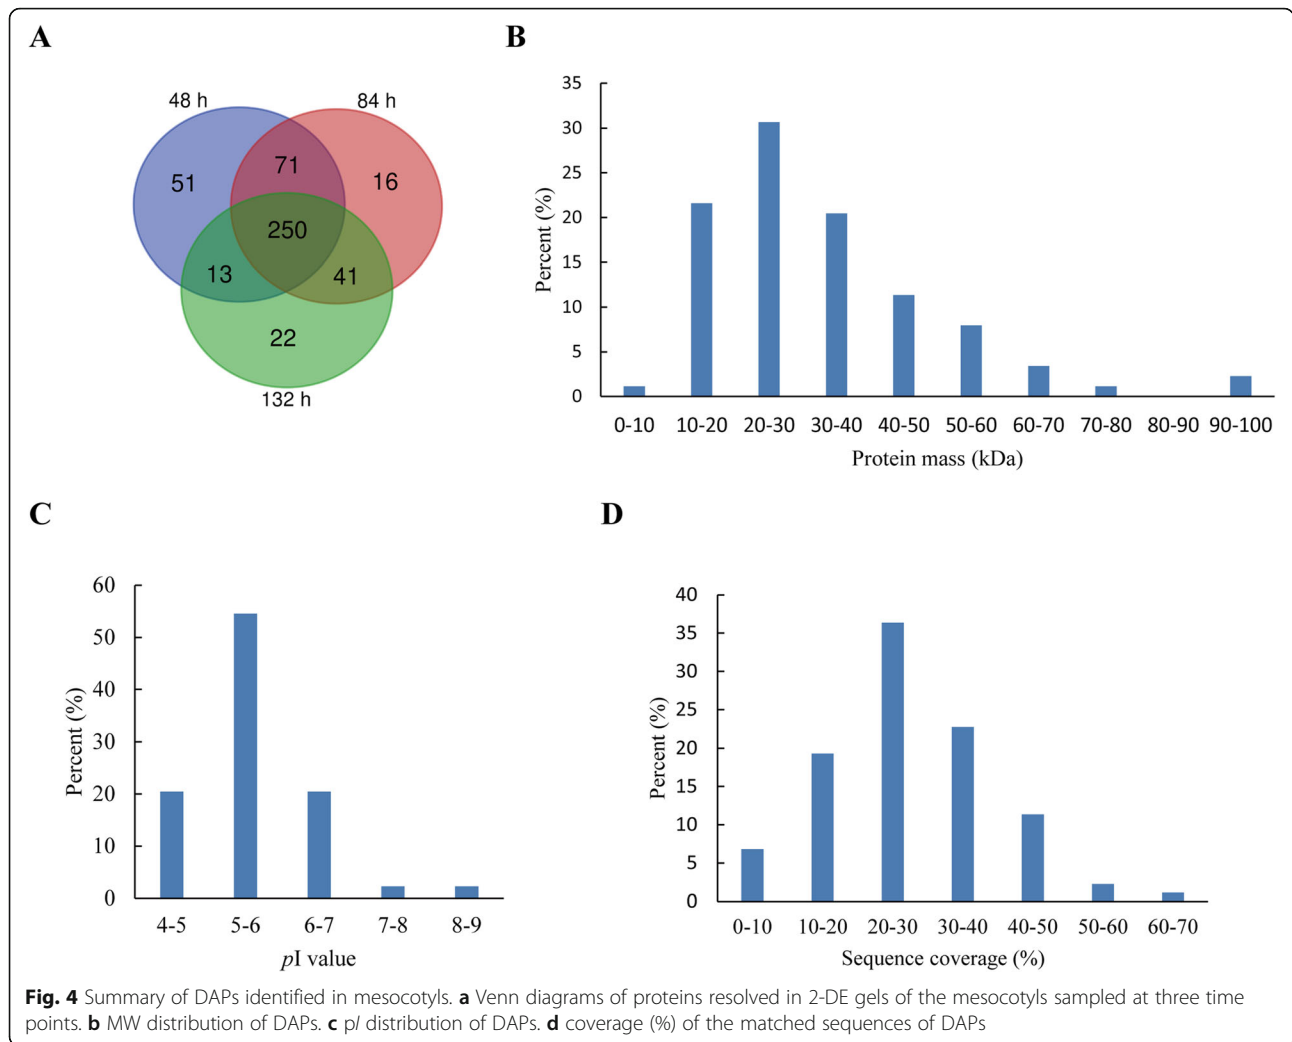 A
48 h
84 h
51
71
16
250
13
41
22
132 h
B
Percent (%)
35
30
25
20
15
10
5
0
0-10 10-20 20-30 30-40 40-50 50-60 60-70 70-80 80-90 90-100
Protein mass (kDa)
C
Percent (%)
60
50
40
30
20
10
0
4-5 5-6 6-7 7-8 8-9
pI value
D
Percent (%)
40
35
30
25
20
15
10
5
0
0-10 10-20 20-30 30-40 40-50 50-60 60-70
Sequence coverage (%)
Fig. 4 Summary of DAPs identified in mesocotyls. a Venn diagrams of proteins resolved in 2-DE gels of the mesocotyls sampled at three time
points. b MW distribution of DAPs. c pI distribution of DAPs. d coverage (%) of the matched sequences of DAPs